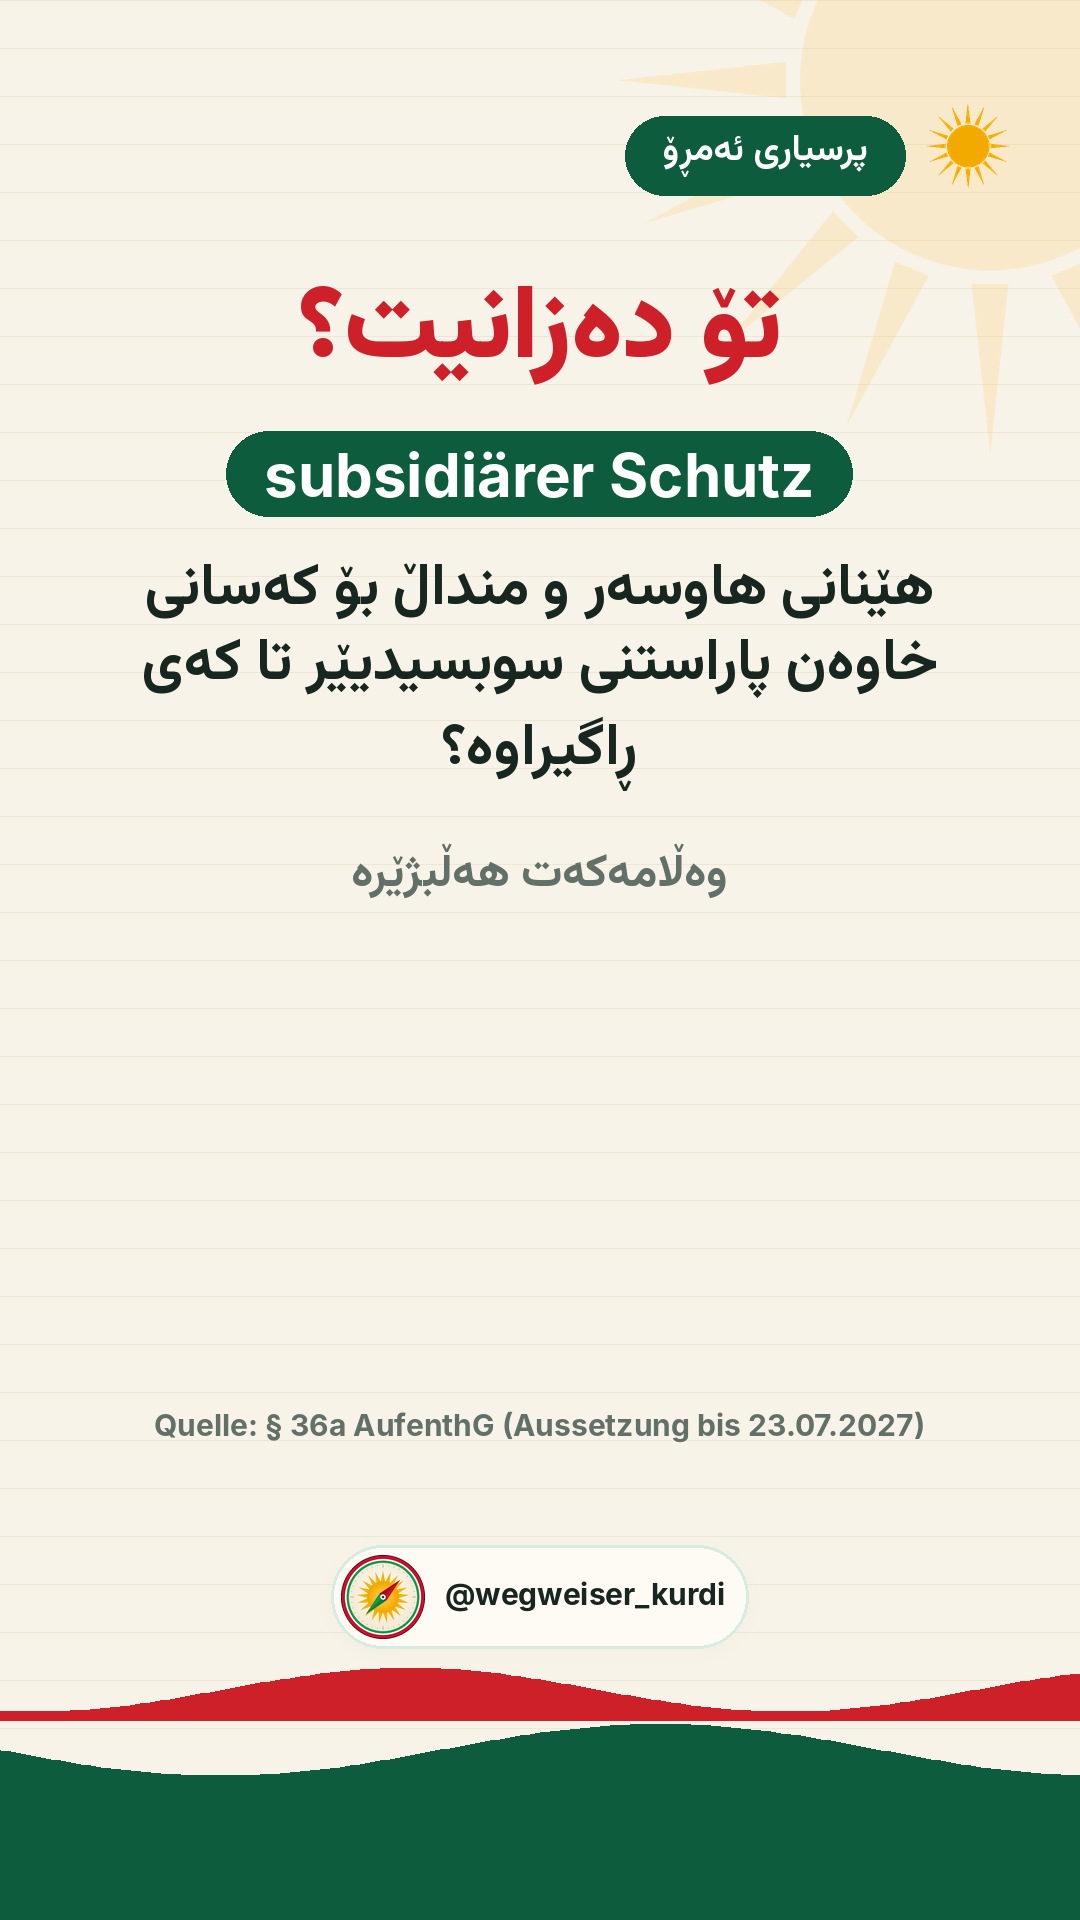 پرسیاری ئەمڕۆ
تۆ دەزانیت؟
subsidiärer Schutz
هێنانی هاوسەر و منداڵ بۆ کەسانی
خاوەن پاراستنی سوبسیدیێر تا کەی
ڕاگیراوە؟
وەڵامەکەت هەڵبژێرە
Quelle: § 36a AufenthG (Aussetzung bis 23.07.2027)
@wegweiser_kurdi